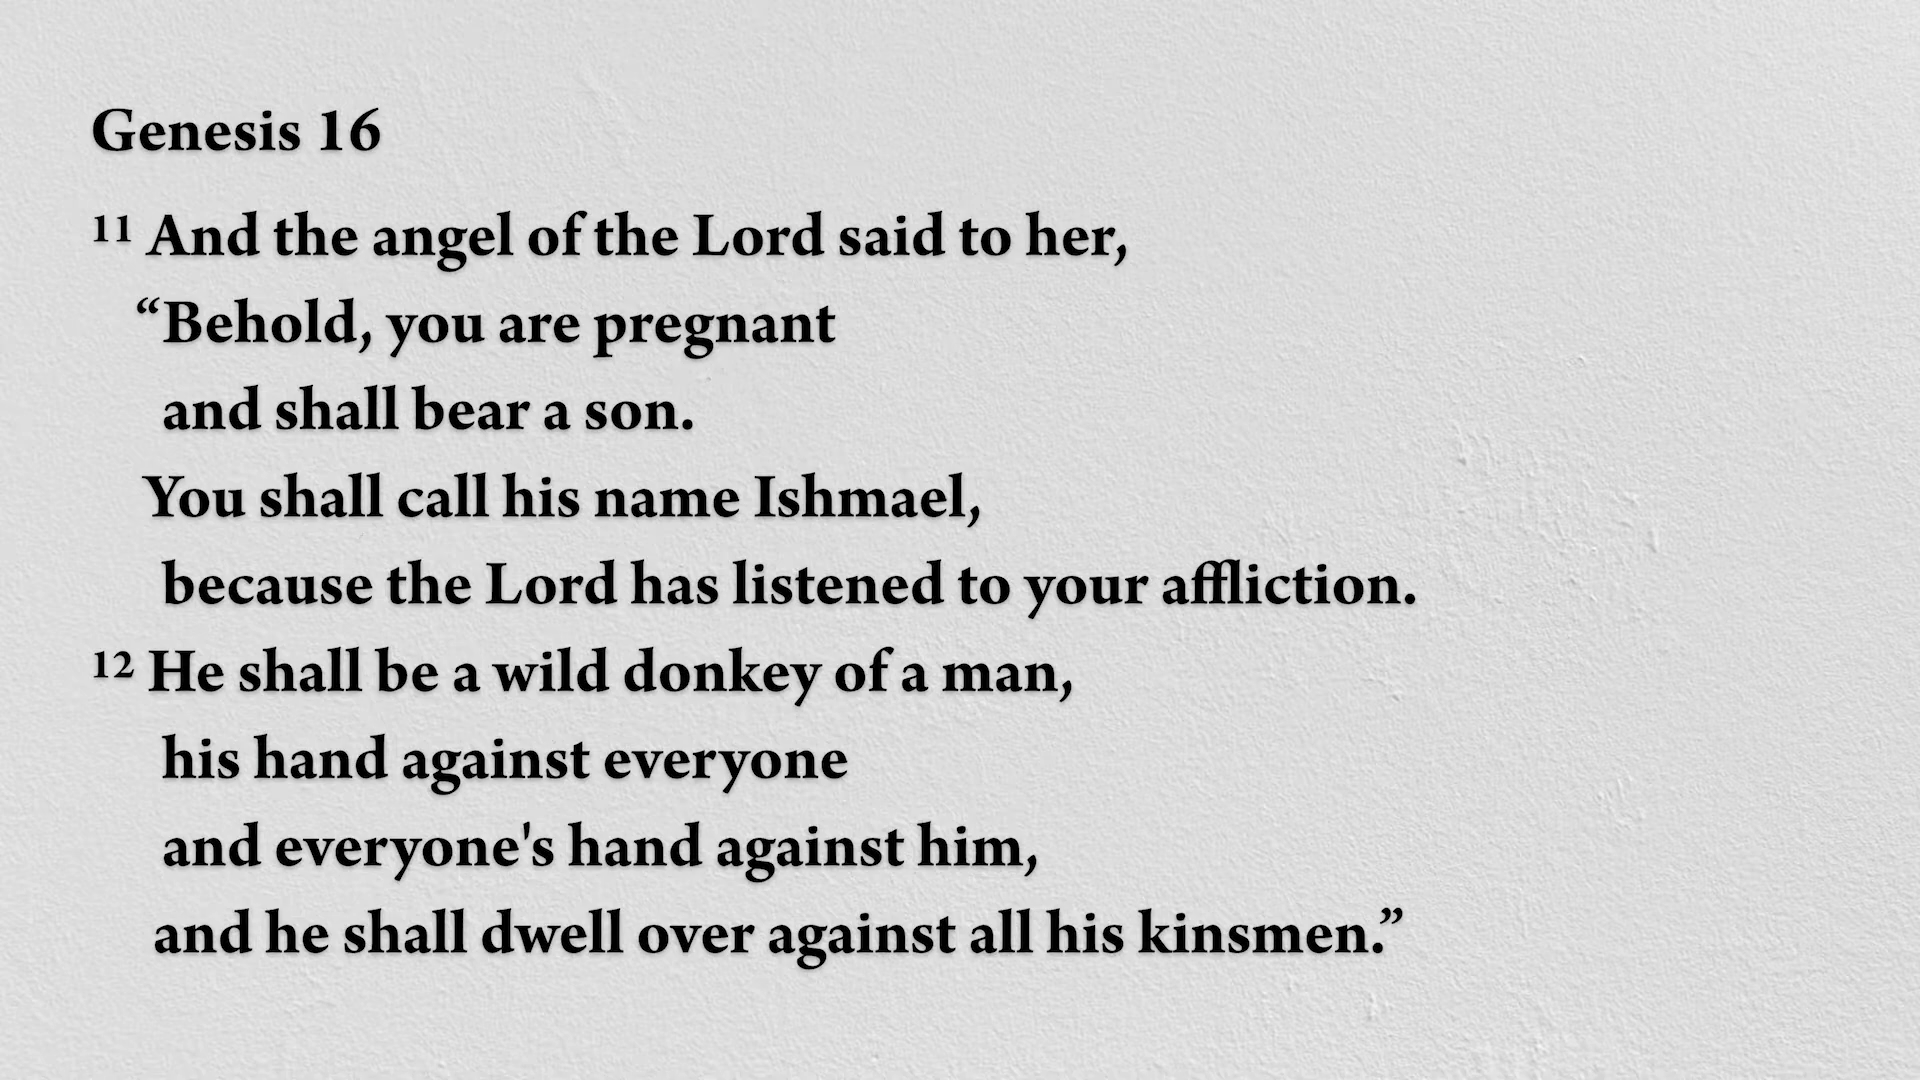 Genesis 16
¹¹ And the angel of the Lord said to her,
“Behold, you are pregnant
and shall bear a son.
You shall call his name Ishmael,
because the Lord has listened to your affliction.
¹² He shall be a wild donkey of a man,
his hand against everyone
and everyone's hand against him,
and he shall dwell over against all his kinsmen.”